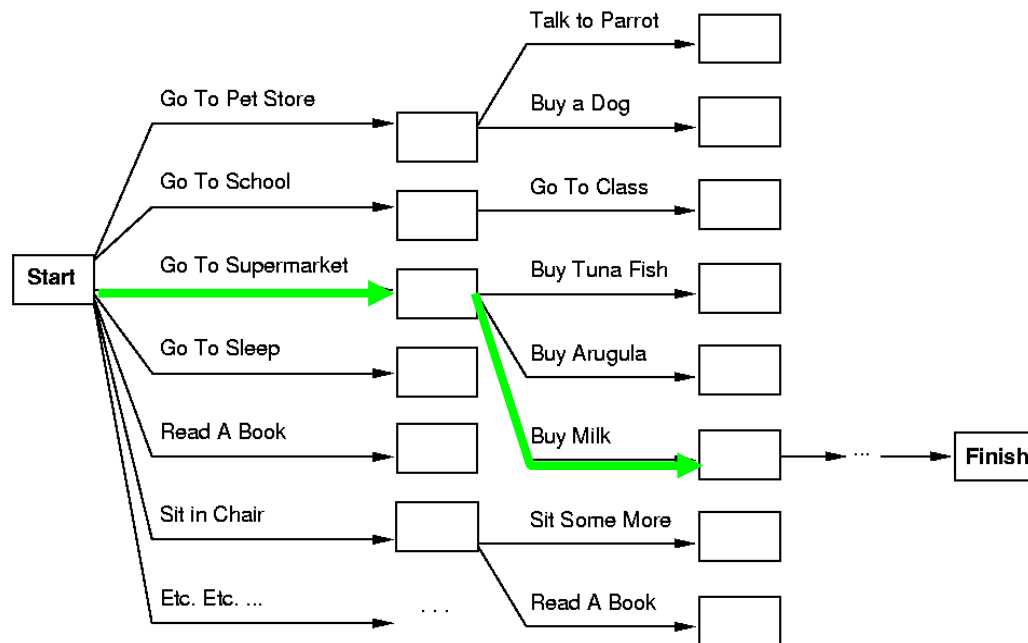 Talk to Parrot
Go To Pet Store
Buy a Dog
Go To School
Go To Class
Start
Go To Supermarket
Buy Tuna Fish
Go To Sleep
Buy Arugula
Read A Book
Buy Milk
...
Finish
Sit in Chair
Sit Some More
Etc. Etc. ...
. . .
Read A Book